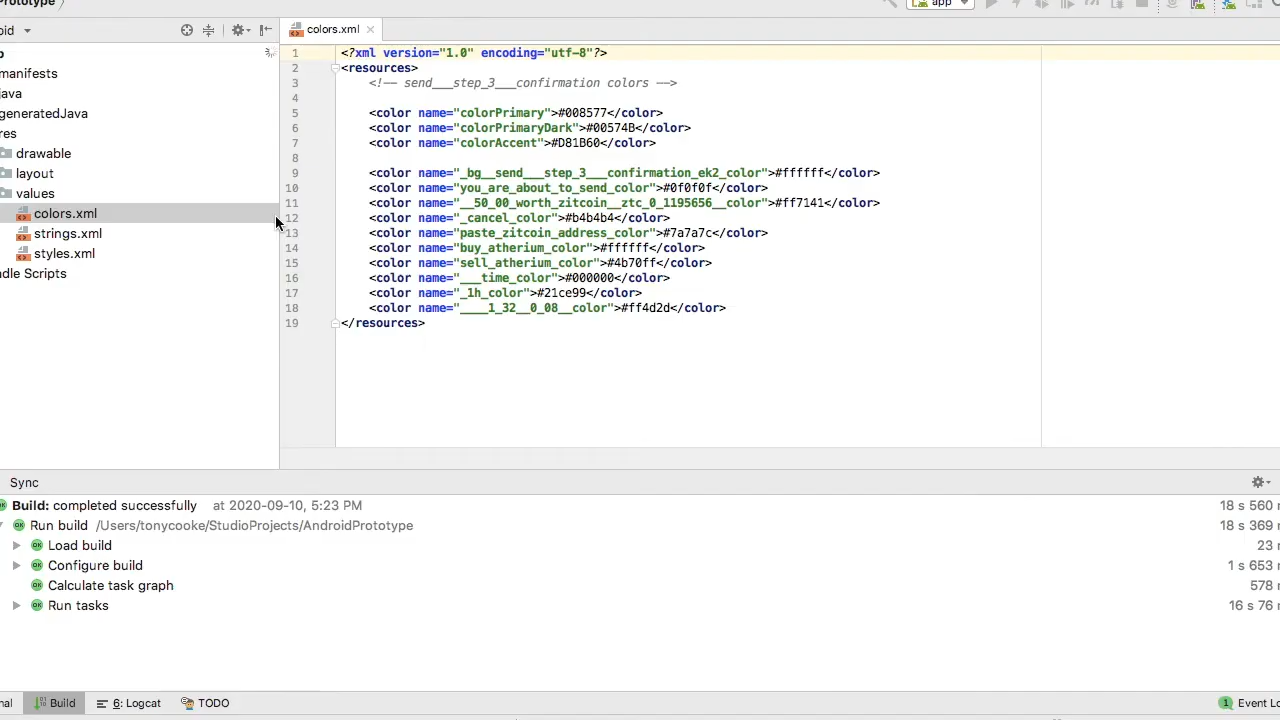 Prototype
app
oid
colors.xml
manifests
java
generatedJava
res
drawable
layout
values
colors.xml
strings.xml
styles.xml
dle Scripts
1 <?xml version="1.0" encoding="utf-8"?>
2 <resources>
3 <!-- send___step_3___confirmation colors -->
4
5 <color name="colorPrimary">#008577</color>
6 <color name="colorPrimaryDark">#00574B</color>
7 <color name="colorAccent">#D81B60</color>
8
9 <color name="_bg__send___step_3___confirmation_ek2_color">#ffffff</color>
10 <color name="you_are_about_to_send_color">#0f0f0f</color>
11 <color name="__50_00_worth_zitcoin__ztc_0_1195656__color">#ff7141</color>
12 <color name="_cancel_color">#b4b4b4</color>
13 <color name="paste_zitcoin_address_color">#7a7a7c</color>
14 <color name="buy_atherium_color">#ffffff</color>
15 <color name="sell_atherium_color">#4b70ff</color>
16 <color name="___time_color">#000000</color>
17 <color name="_1h_color">#21ce99</color>
18 <color name="____1_32__0_08__color">#ff4d2d</color>
19 </resources>
Sync
Build: completed successfully at 2020-09-10, 5:23 PM 18 s 560
Run build /Users/tonycooke/StudioProjects/AndroidPrototype 18 s 369
Load build 23
Configure build 1 s 653
Calculate task graph 578
Run tasks 16 s 76
nal Build 6: Logcat TODO 1 Event Lo